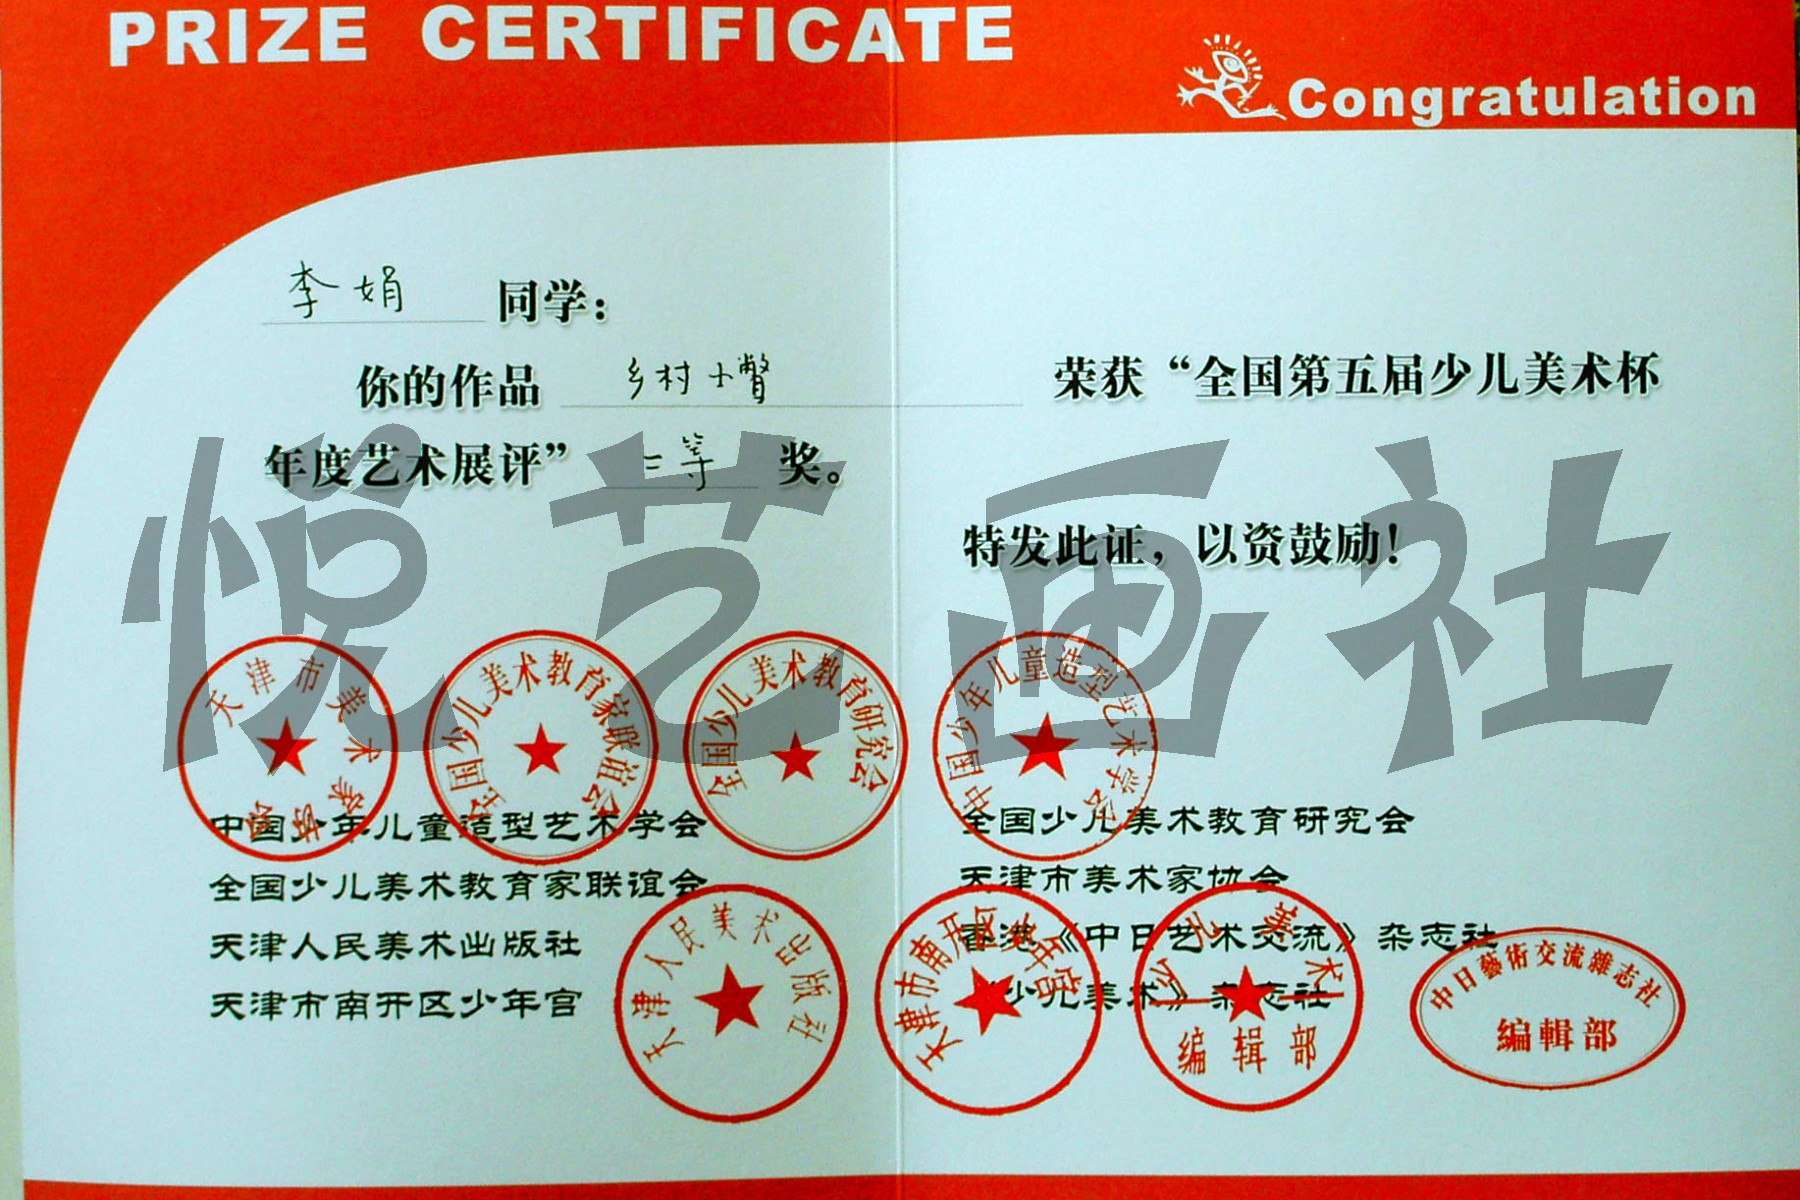 PRIZE CERTIFICATE
Congratulation
李娟 同学：
你的作品 乡村小瞥 荣获“全国第五届少儿美术杯
年度艺术展评” 二等 奖。
特发此证，以资鼓励！
悦艺画社
天津市美术家协会
全国少儿美术教育家联谊会
全国少儿美术教育研究会
中国少年儿童造型艺术学会
中国少年儿童造型艺术学会
全国少儿美术教育研究会
全国少儿美术教育家联谊会
天津市美术家协会
天津人民美术出版社
香港《中日艺术交流》杂志社
天津市南开区少年宫
《少儿美术》杂志社
天津人民美术出版社
天津市南开区少年宫
少儿美术
编辑部
中日藝術交流雜志社
編輯部